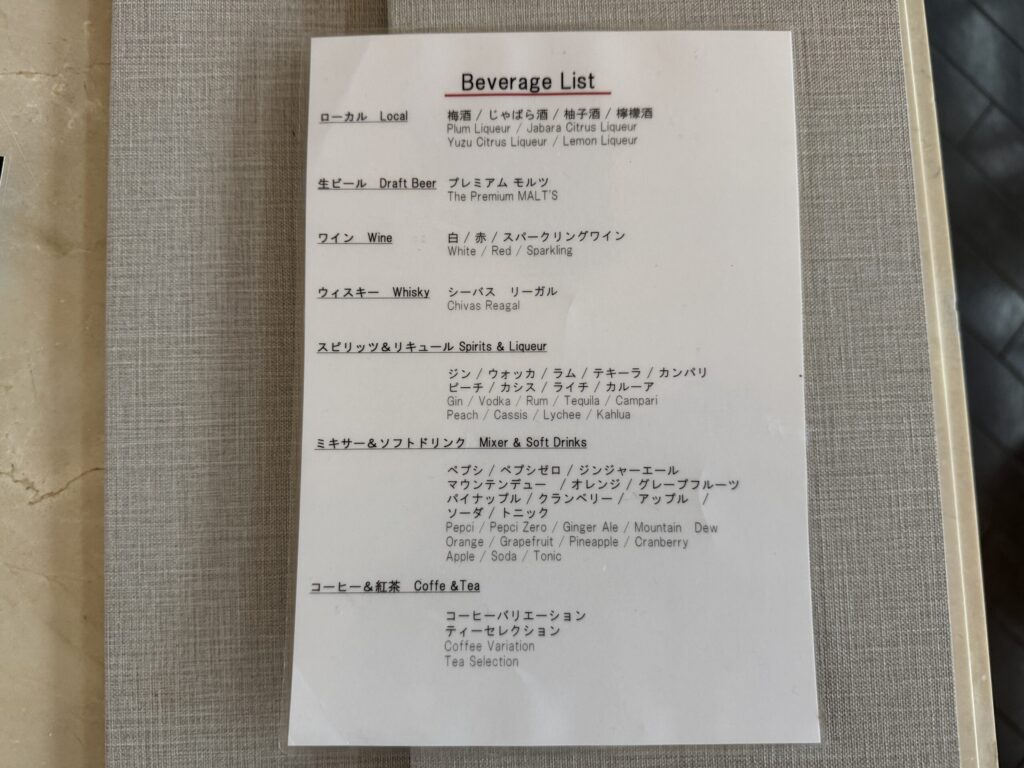 Beverage List
ローカル Local 梅酒 / じゃばら酒 / 柚子酒 / 檸檬酒
Plum Liqueur / Jabara Citrus Liqueur
Yuzu Citrus Liqueur / Lemon Liqueur
生ビール Draft Beer プレミアム モルツ
The Premium MALT'S
ワイン Wine 白 / 赤 / スパークリングワイン
White / Red / Sparkling
ウィスキー Whisky シーバス リーガル
Chivas Reagal
スピリッツ&リキュール Spirits & Liqueur
ジン / ウォッカ / ラム / テキーラ / カンパリ
ピーチ / カシス / ライチ / カルーア
Gin / Vodka / Rum / Tequila / Campari
Peach / Cassis / Lychee / Kahlua
ミキサー&ソフトドリンク Mixer & Soft Drinks
ペプシ / ペプシゼロ / ジンジャーエール
マウンテンデュー / オレンジ / グレープフルーツ
パイナップル / クランベリー / アップル /
ソーダ / トニック
Pepci / Pepci Zero / Ginger Ale / Mountain Dew
Orange / Grapefruit / Pineapple / Cranberry
Apple / Soda / Tonic
コーヒー&紅茶 Coffe &Tea
コーヒーバリエーション
ティーセレクション
Coffee Variation
Tea Selection